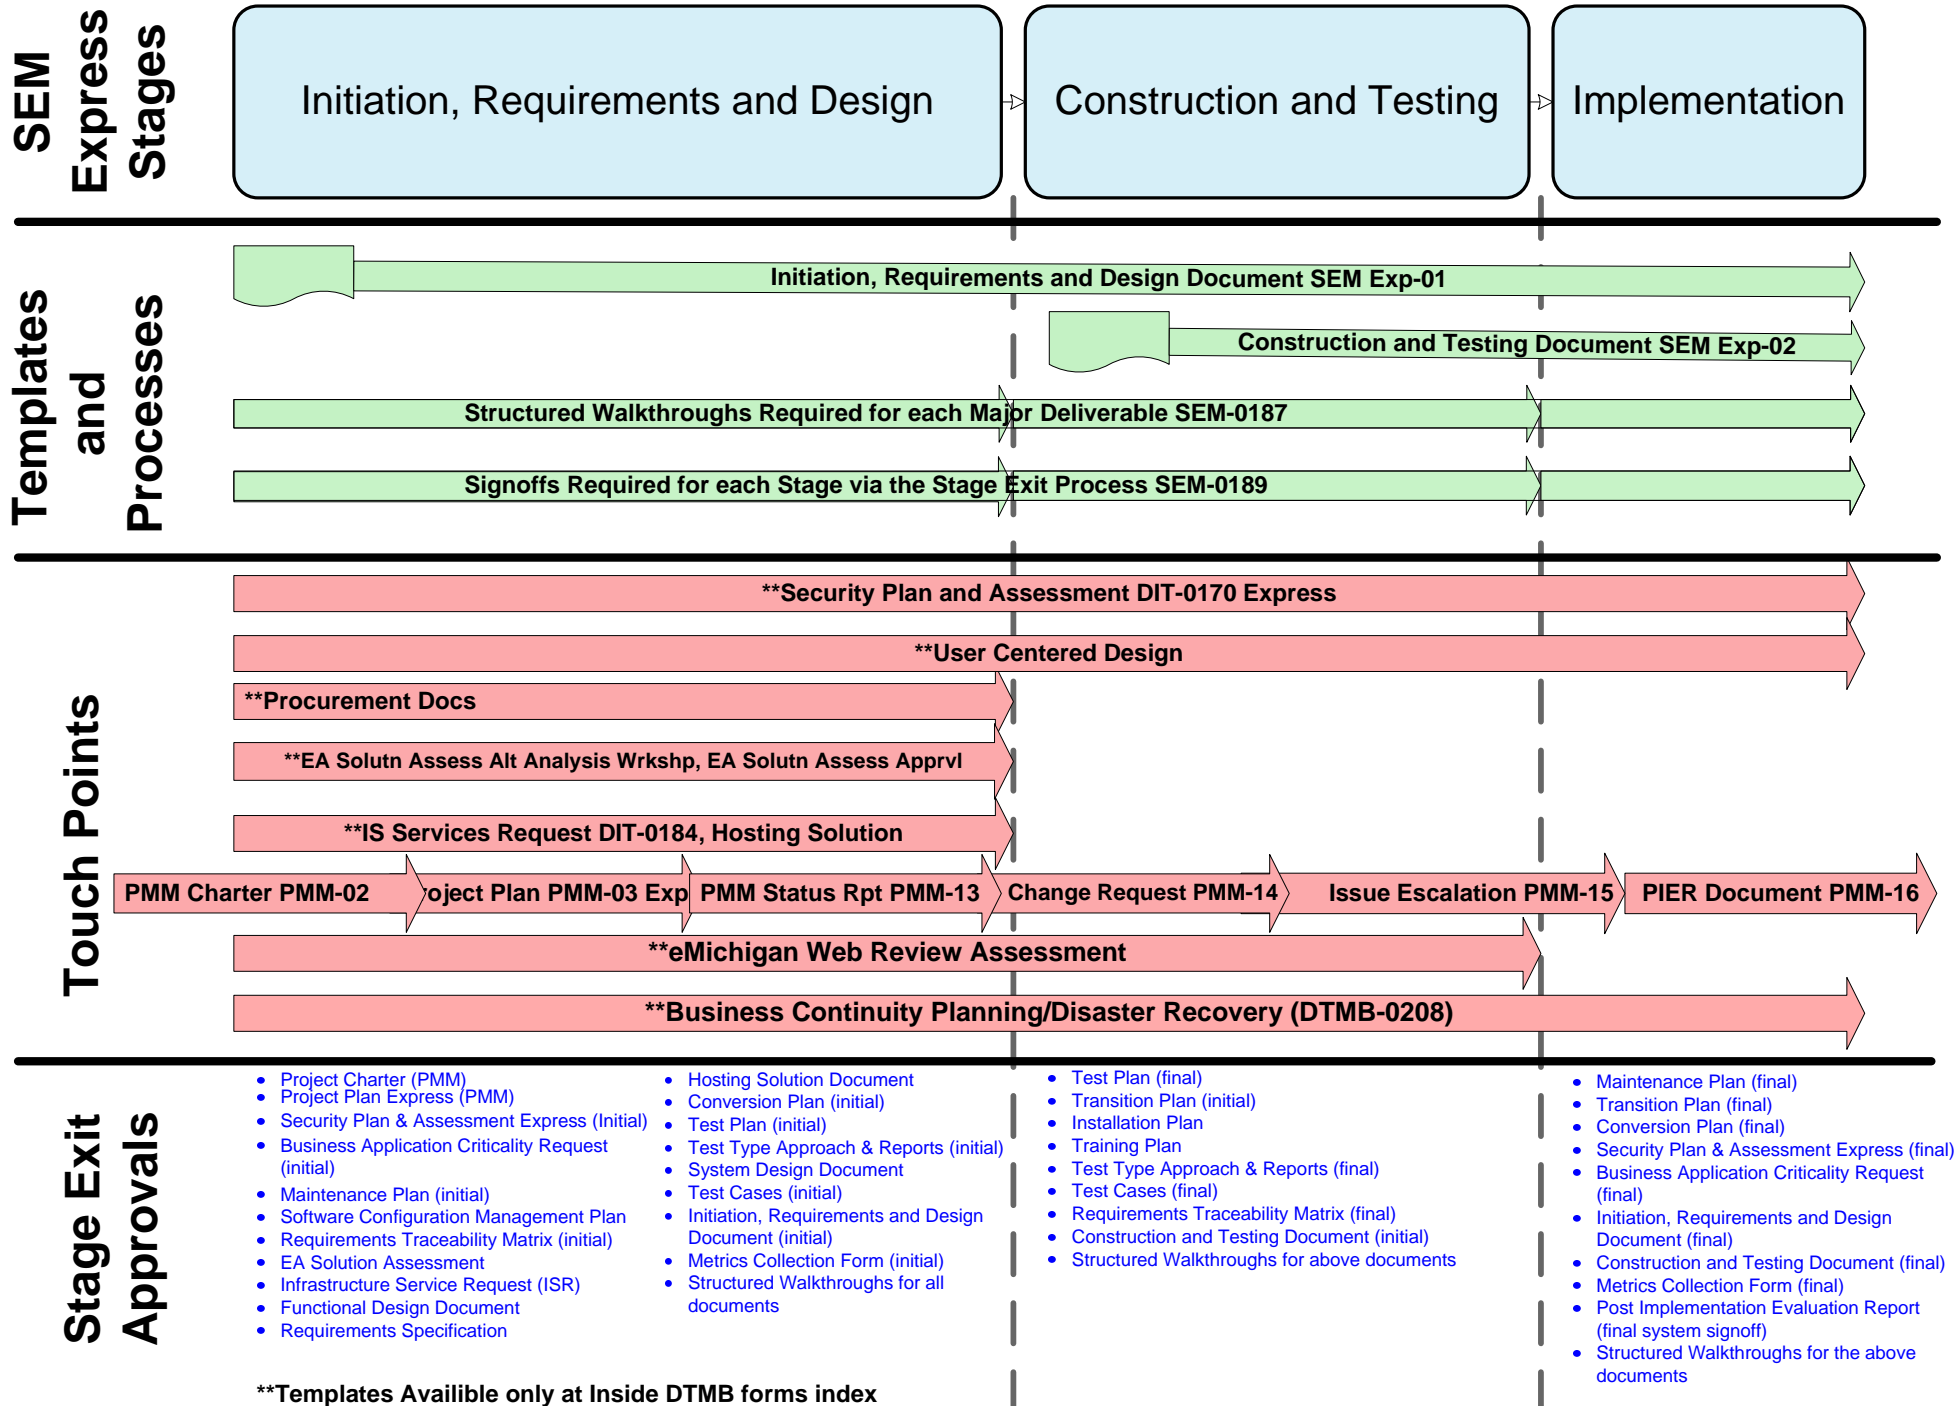 SEM
Express
Stages
Initiation, Requirements and Design
Construction and Testing
Implementation
Templates
and
Processes
Initiation, Requirements and Design Document SEM Exp-01
Construction and Testing Document SEM Exp-02
Structured Walkthroughs Required for each Major Deliverable SEM-0187
Signoffs Required for each Stage via the Stage Exit Process SEM-0189
Touch Points
**Security Plan and Assessment DIT-0170 Express
**User Centered Design
**Procurement Docs
**EA Solutn Assess Alt Analysis Wrkshp, EA Solutn Assess Apprvl
**IS Services Request DIT-0184, Hosting Solution
PMM Charter PMM-02
oject Plan PMM-03 Exp
PMM Status Rpt PMM-13
Change Request PMM-14
Issue Escalation PMM-15
PIER Document PMM-16
**eMichigan Web Review Assessment
**Business Continuity Planning/Disaster Recovery (DTMB-0208)
Stage Exit
Approvals
• Project Charter (PMM)
• Project Plan Express (PMM)
• Security Plan & Assessment Express (Initial)
• Business Application Criticality Request
(initial)
• Maintenance Plan (initial)
• Software Configuration Management Plan
• Requirements Traceability Matrix (initial)
• EA Solution Assessment
• Infrastructure Service Request (ISR)
• Functional Design Document
• Requirements Specification
• Hosting Solution Document
• Conversion Plan (initial)
• Test Plan (initial)
• Test Type Approach & Reports (initial)
• System Design Document
• Test Cases (initial)
• Initiation, Requirements and Design
Document (initial)
• Metrics Collection Form (initial)
• Structured Walkthroughs for all
documents
• Test Plan (final)
• Transition Plan (initial)
• Installation Plan
• Training Plan
• Test Type Approach & Reports (final)
• Test Cases (final)
• Requirements Traceability Matrix (final)
• Construction and Testing Document (initial)
• Structured Walkthroughs for above documents
• Maintenance Plan (final)
• Transition Plan (final)
• Conversion Plan (final)
• Security Plan & Assessment Express (final)
• Business Application Criticality Request
(final)
• Initiation, Requirements and Design
Document (final)
• Construction and Testing Document (final)
• Metrics Collection Form (final)
• Post Implementation Evaluation Report
(final system signoff)
• Structured Walkthroughs for the above
documents
**Templates Availible only at Inside DTMB forms index